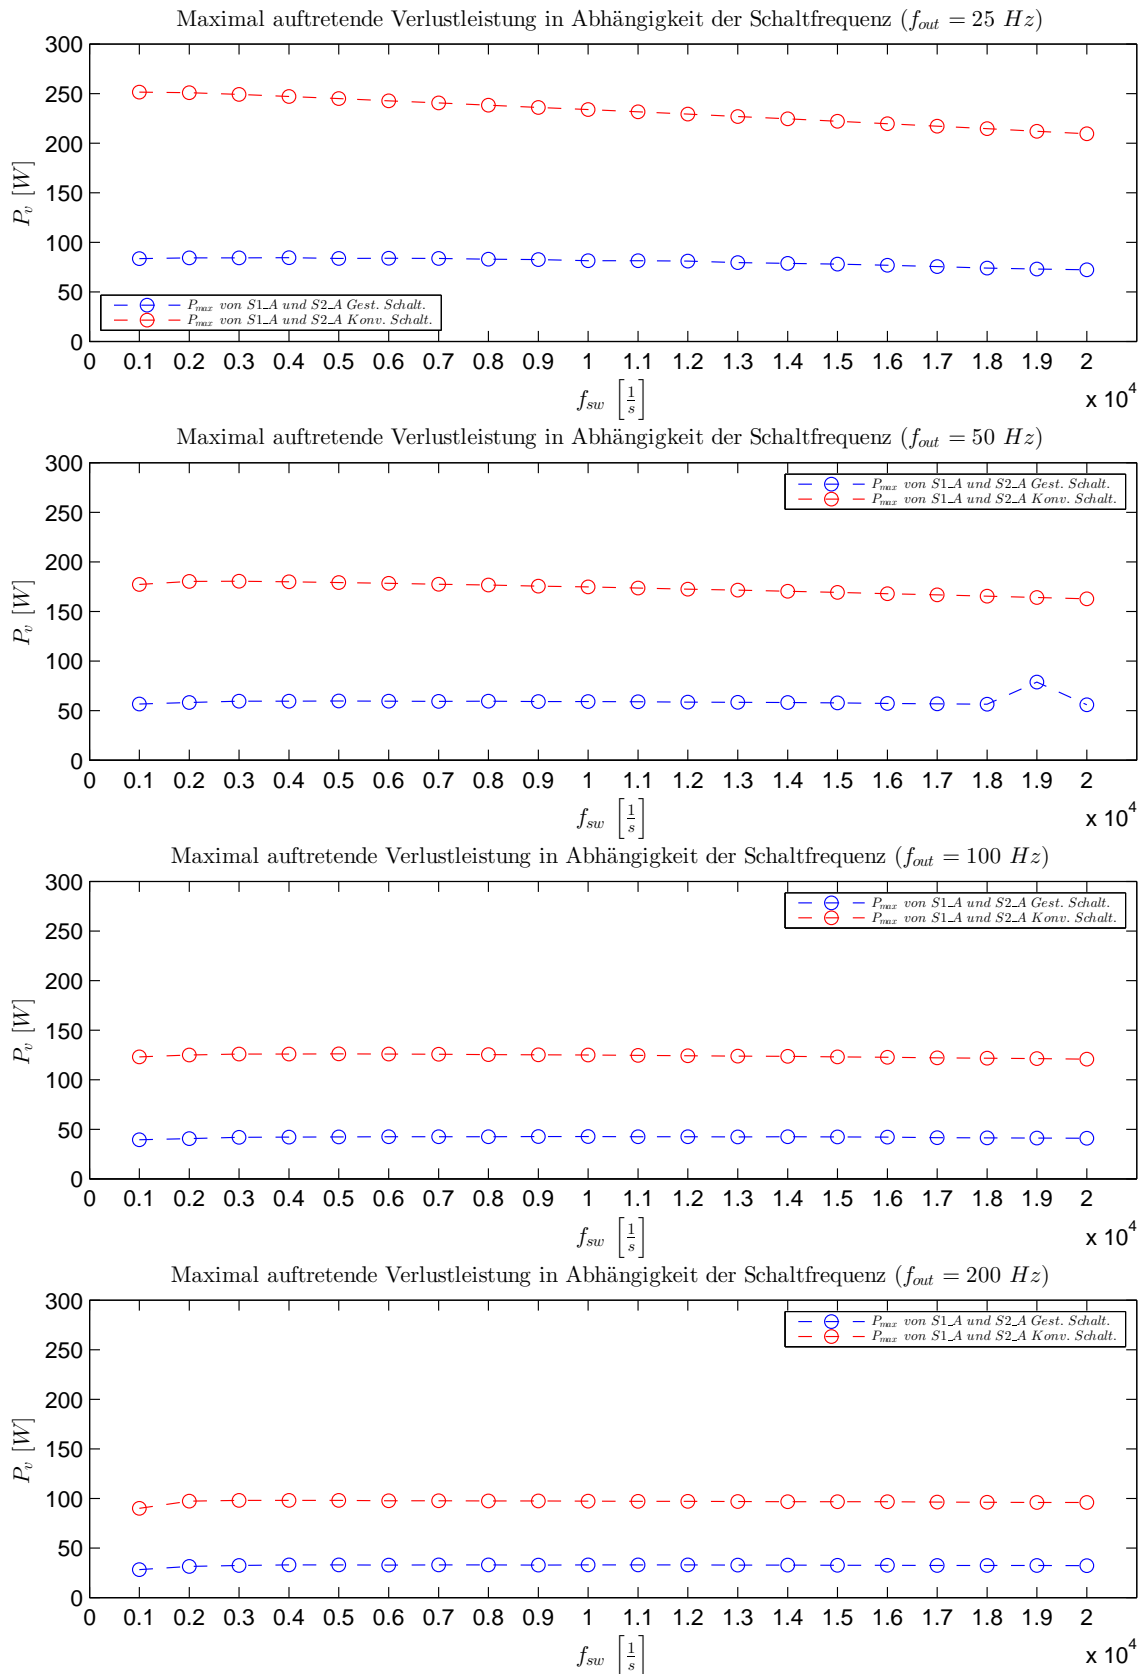 Maximal auftretende Verlustleistung in Abhängigkeit der Schaltfrequenz (f_out = 25 Hz)
300
250
200
150
100
50
0
P_v [W]
P_max von S1_A und S2_A Gest. Schalt.
P_max von S1_A und S2_A Konv. Schalt.
0 0.1 0.2 0.3 0.4 0.5 0.6 0.7 0.8 0.9 1 1.1 1.2 1.3 1.4 1.5 1.6 1.7 1.8 1.9 2
x 10^4
f_sw [1/s]
Maximal auftretende Verlustleistung in Abhängigkeit der Schaltfrequenz (f_out = 50 Hz)
300
250
200
150
100
50
0
P_v [W]
P_max von S1_A und S2_A Gest. Schalt.
P_max von S1_A und S2_A Konv. Schalt.
0 0.1 0.2 0.3 0.4 0.5 0.6 0.7 0.8 0.9 1 1.1 1.2 1.3 1.4 1.5 1.6 1.7 1.8 1.9 2
x 10^4
f_sw [1/s]
Maximal auftretende Verlustleistung in Abhängigkeit der Schaltfrequenz (f_out = 100 Hz)
300
250
200
150
100
50
0
P_v [W]
P_max von S1_A und S2_A Gest. Schalt.
P_max von S1_A und S2_A Konv. Schalt.
0 0.1 0.2 0.3 0.4 0.5 0.6 0.7 0.8 0.9 1 1.1 1.2 1.3 1.4 1.5 1.6 1.7 1.8 1.9 2
x 10^4
f_sw [1/s]
Maximal auftretende Verlustleistung in Abhängigkeit der Schaltfrequenz (f_out = 200 Hz)
300
250
200
150
100
50
0
P_v [W]
P_max von S1_A und S2_A Gest. Schalt.
P_max von S1_A und S2_A Konv. Schalt.
0 0.1 0.2 0.3 0.4 0.5 0.6 0.7 0.8 0.9 1 1.1 1.2 1.3 1.4 1.5 1.6 1.7 1.8 1.9 2
x 10^4
f_sw [1/s]